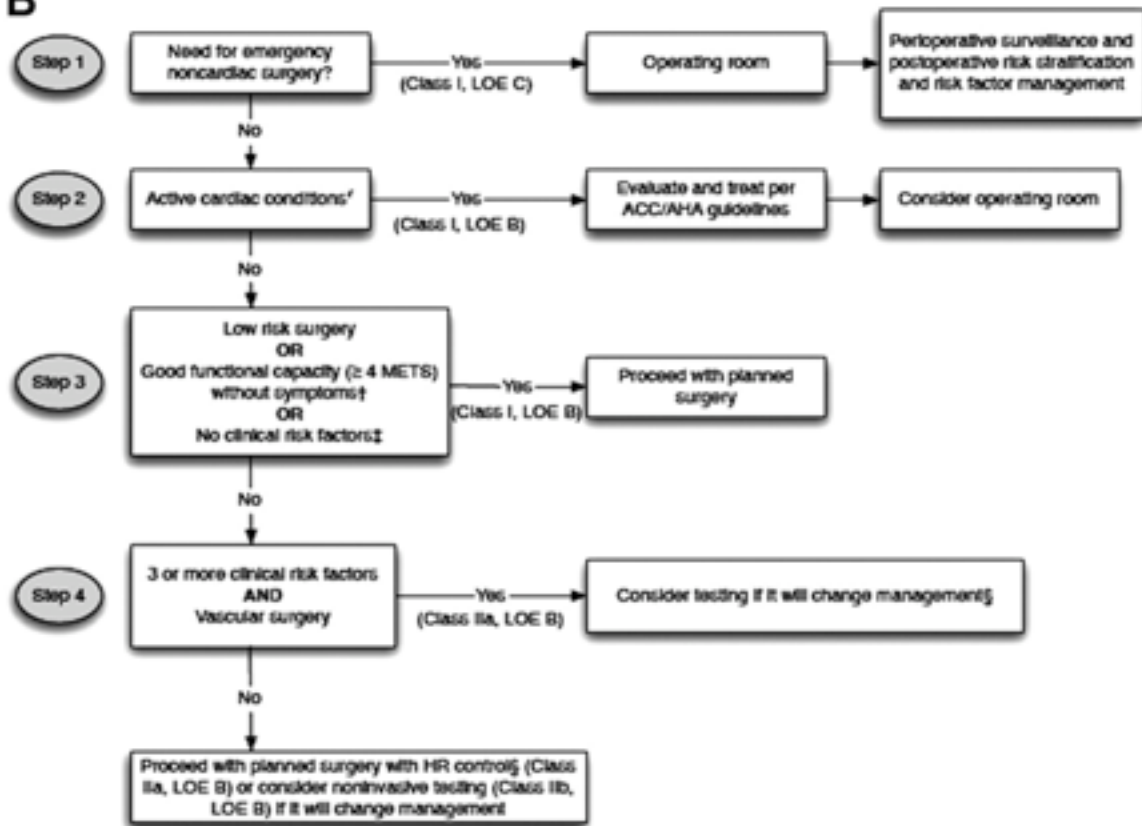 B
Step 1
Need for emergency
noncardiac surgery?
Yes
(Class I, LOE C)
Operating room
Perioperative surveillance and
postoperative risk stratification
and risk factor management
No
Step 2
Active cardiac conditions*
Yes
(Class I, LOE B)
Evaluate and treat per
ACC/AHA guidelines
Consider operating room
No
Step 3
Low risk surgery
OR
Good functional capacity (≥ 4 METS)
without symptoms†
OR
No clinical risk factors‡
Yes
(Class I, LOE B)
Proceed with planned
surgery
No
Step 4
3 or more clinical risk factors
AND
Vascular surgery
Yes
(Class IIa, LOE B)
Consider testing if it will change management§
No
Proceed with planned surgery with HR control§ (Class
IIa, LOE B) or consider noninvasive testing (Class IIb,
LOE B) if it will change management